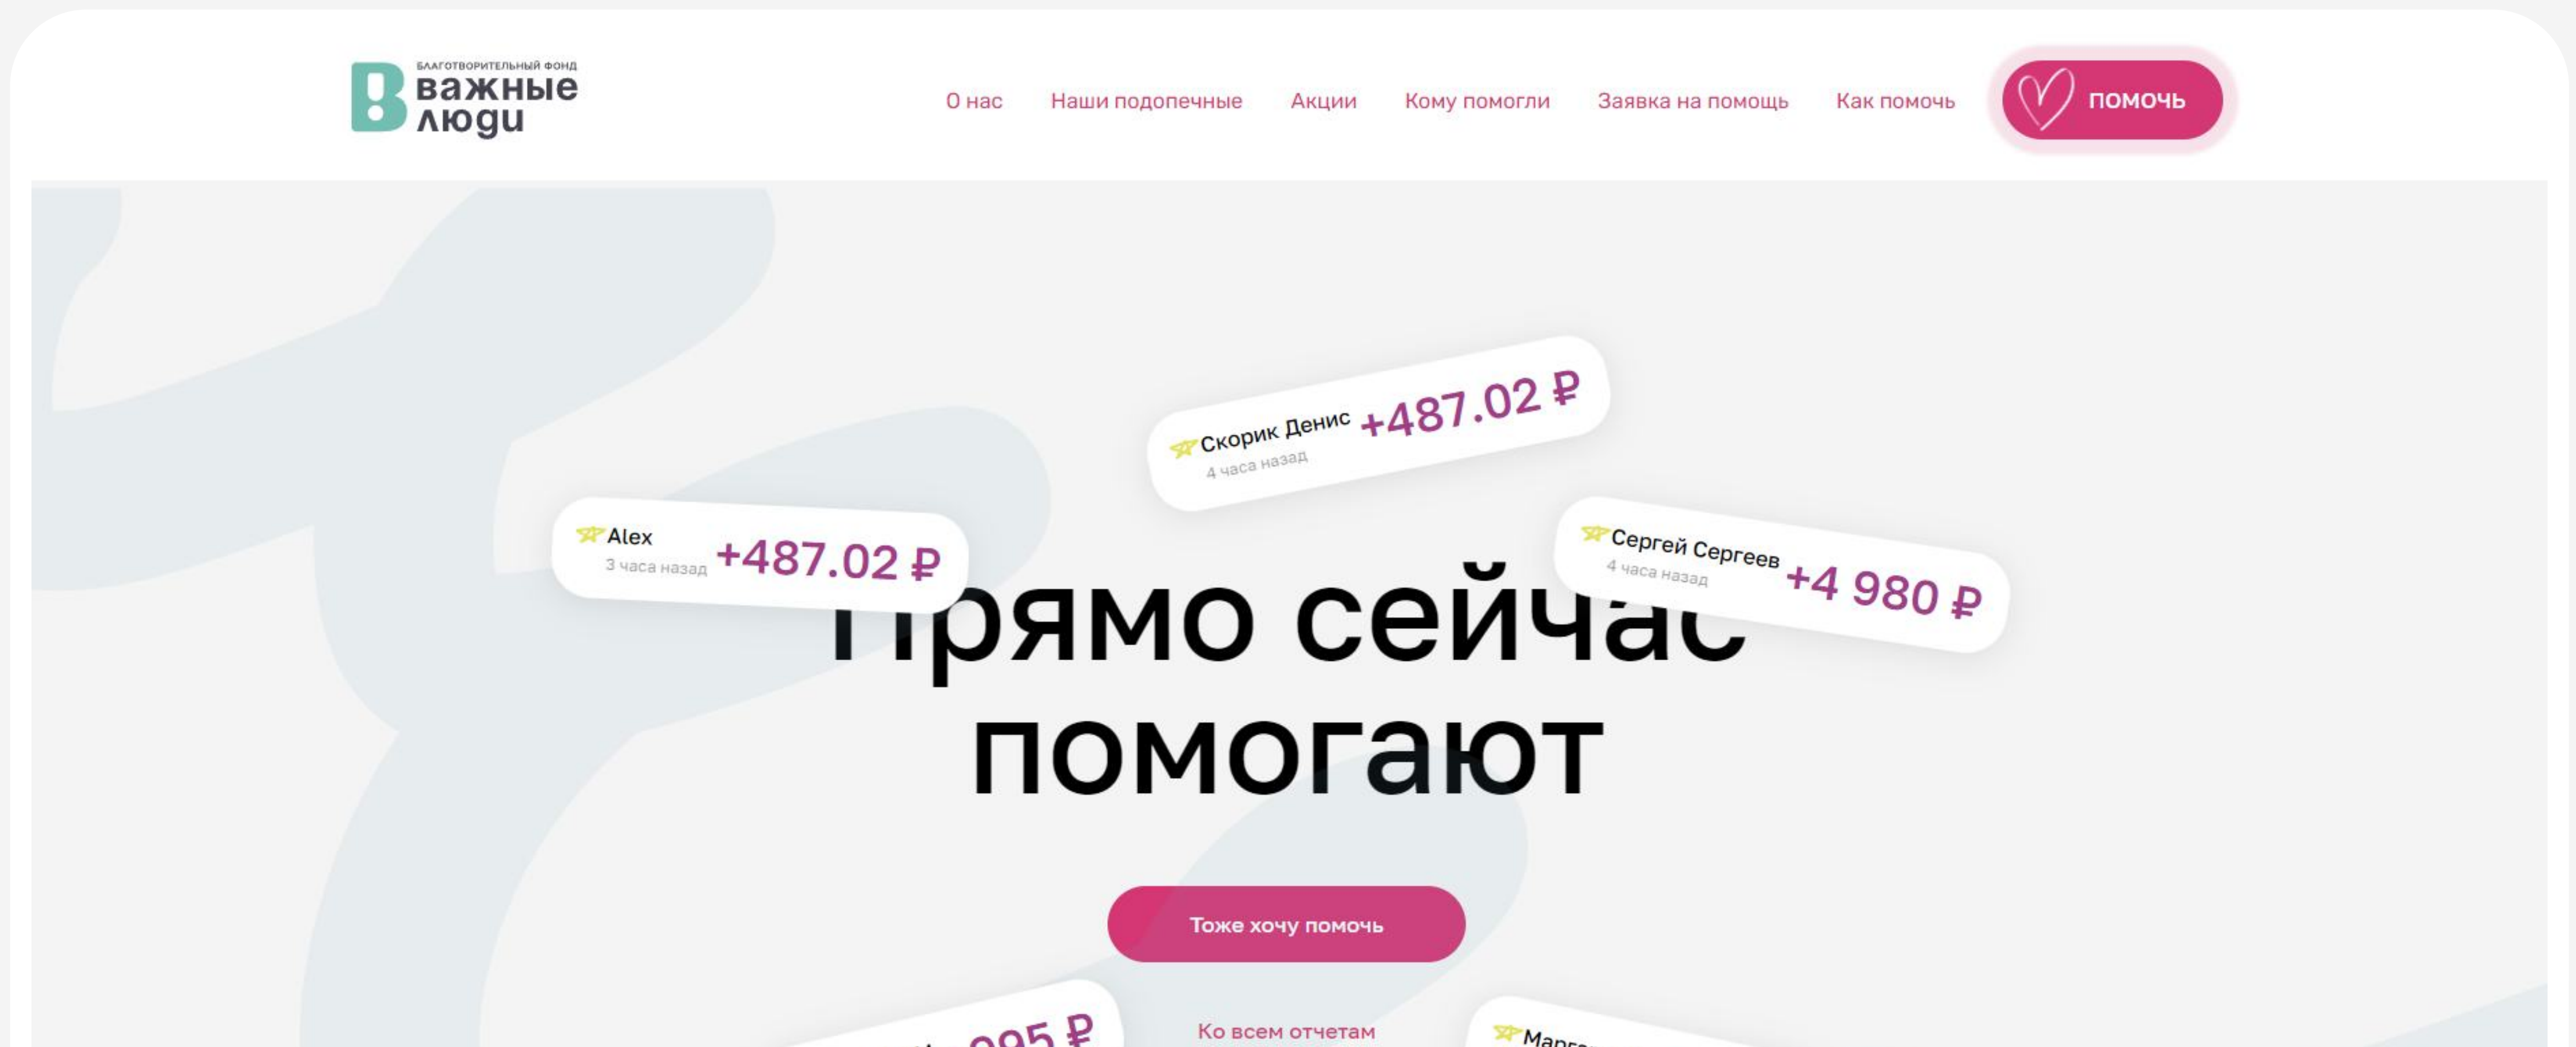 БЛАГОТВОРИТЕЛЬНЫЙ ФОНД
важные
люди
О нас
Наши подопечные
Акции
Кому помогли
Заявка на помощь
Как помочь
ПОМОЧЬ
Скорик Денис +487.02 ₽
4 часа назад
Alex +487.02 ₽
3 часа назад
Сергей Сергеев +4 980 ₽
4 часа назад
Прямо сейчас
помогают
Тоже хочу помочь
Ко всем отчетам